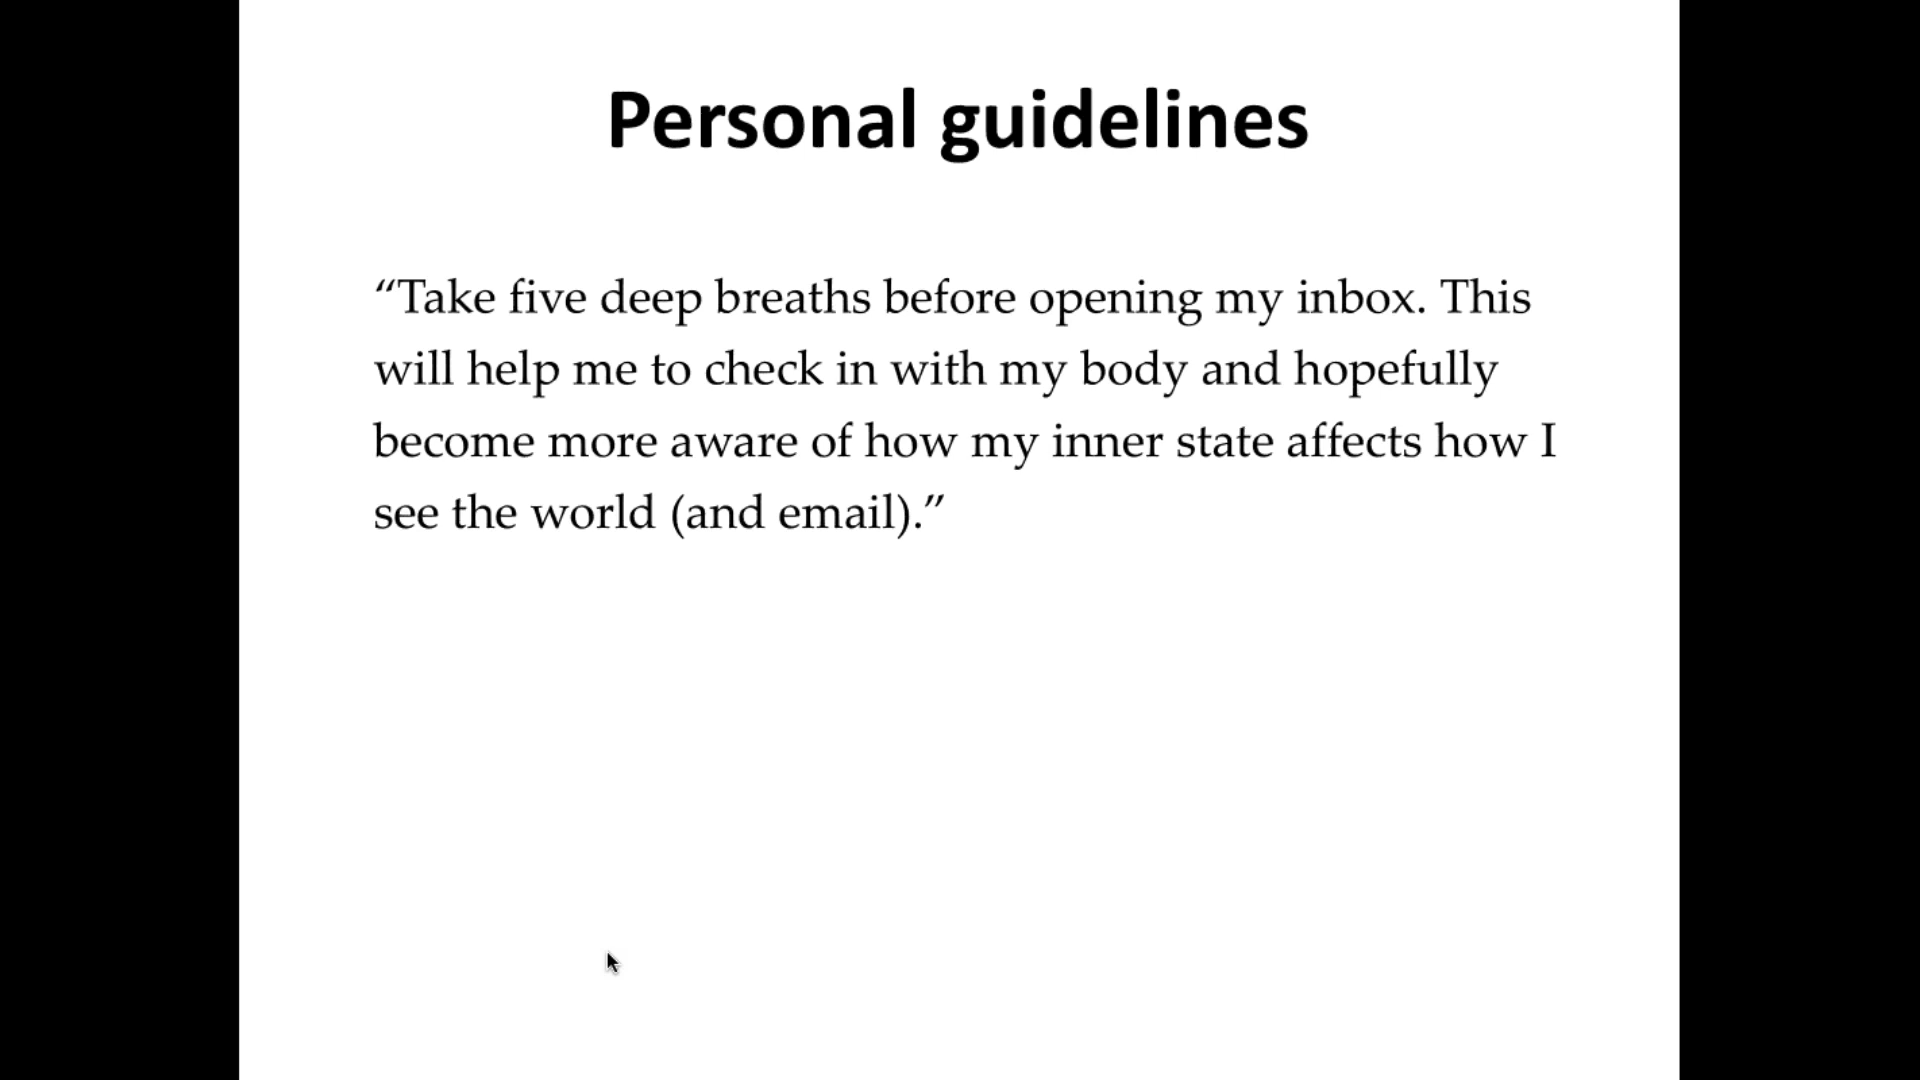 Personal guidelines
“Take five deep breaths before opening my inbox. This
will help me to check in with my body and hopefully
become more aware of how my inner state affects how I
see the world (and email).”